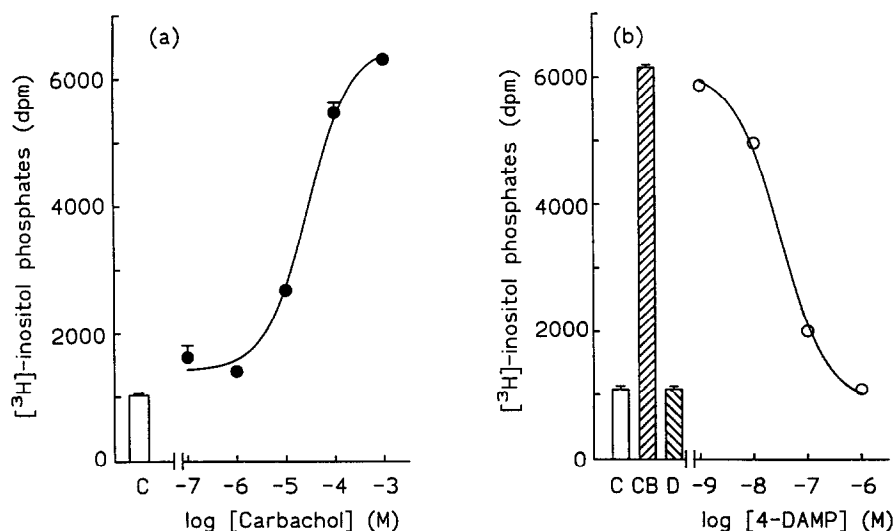 (a)
[³H]-inositol phosphates (dpm)
6000
4000
2000
0
C
-7 -6 -5 -4 -3
log [Carbachol] (M)
(b)
[³H]-inositol phosphates (dpm)
6000
4000
2000
0
C CB D
-9 -8 -7 -6
log [4-DAMP] (M)